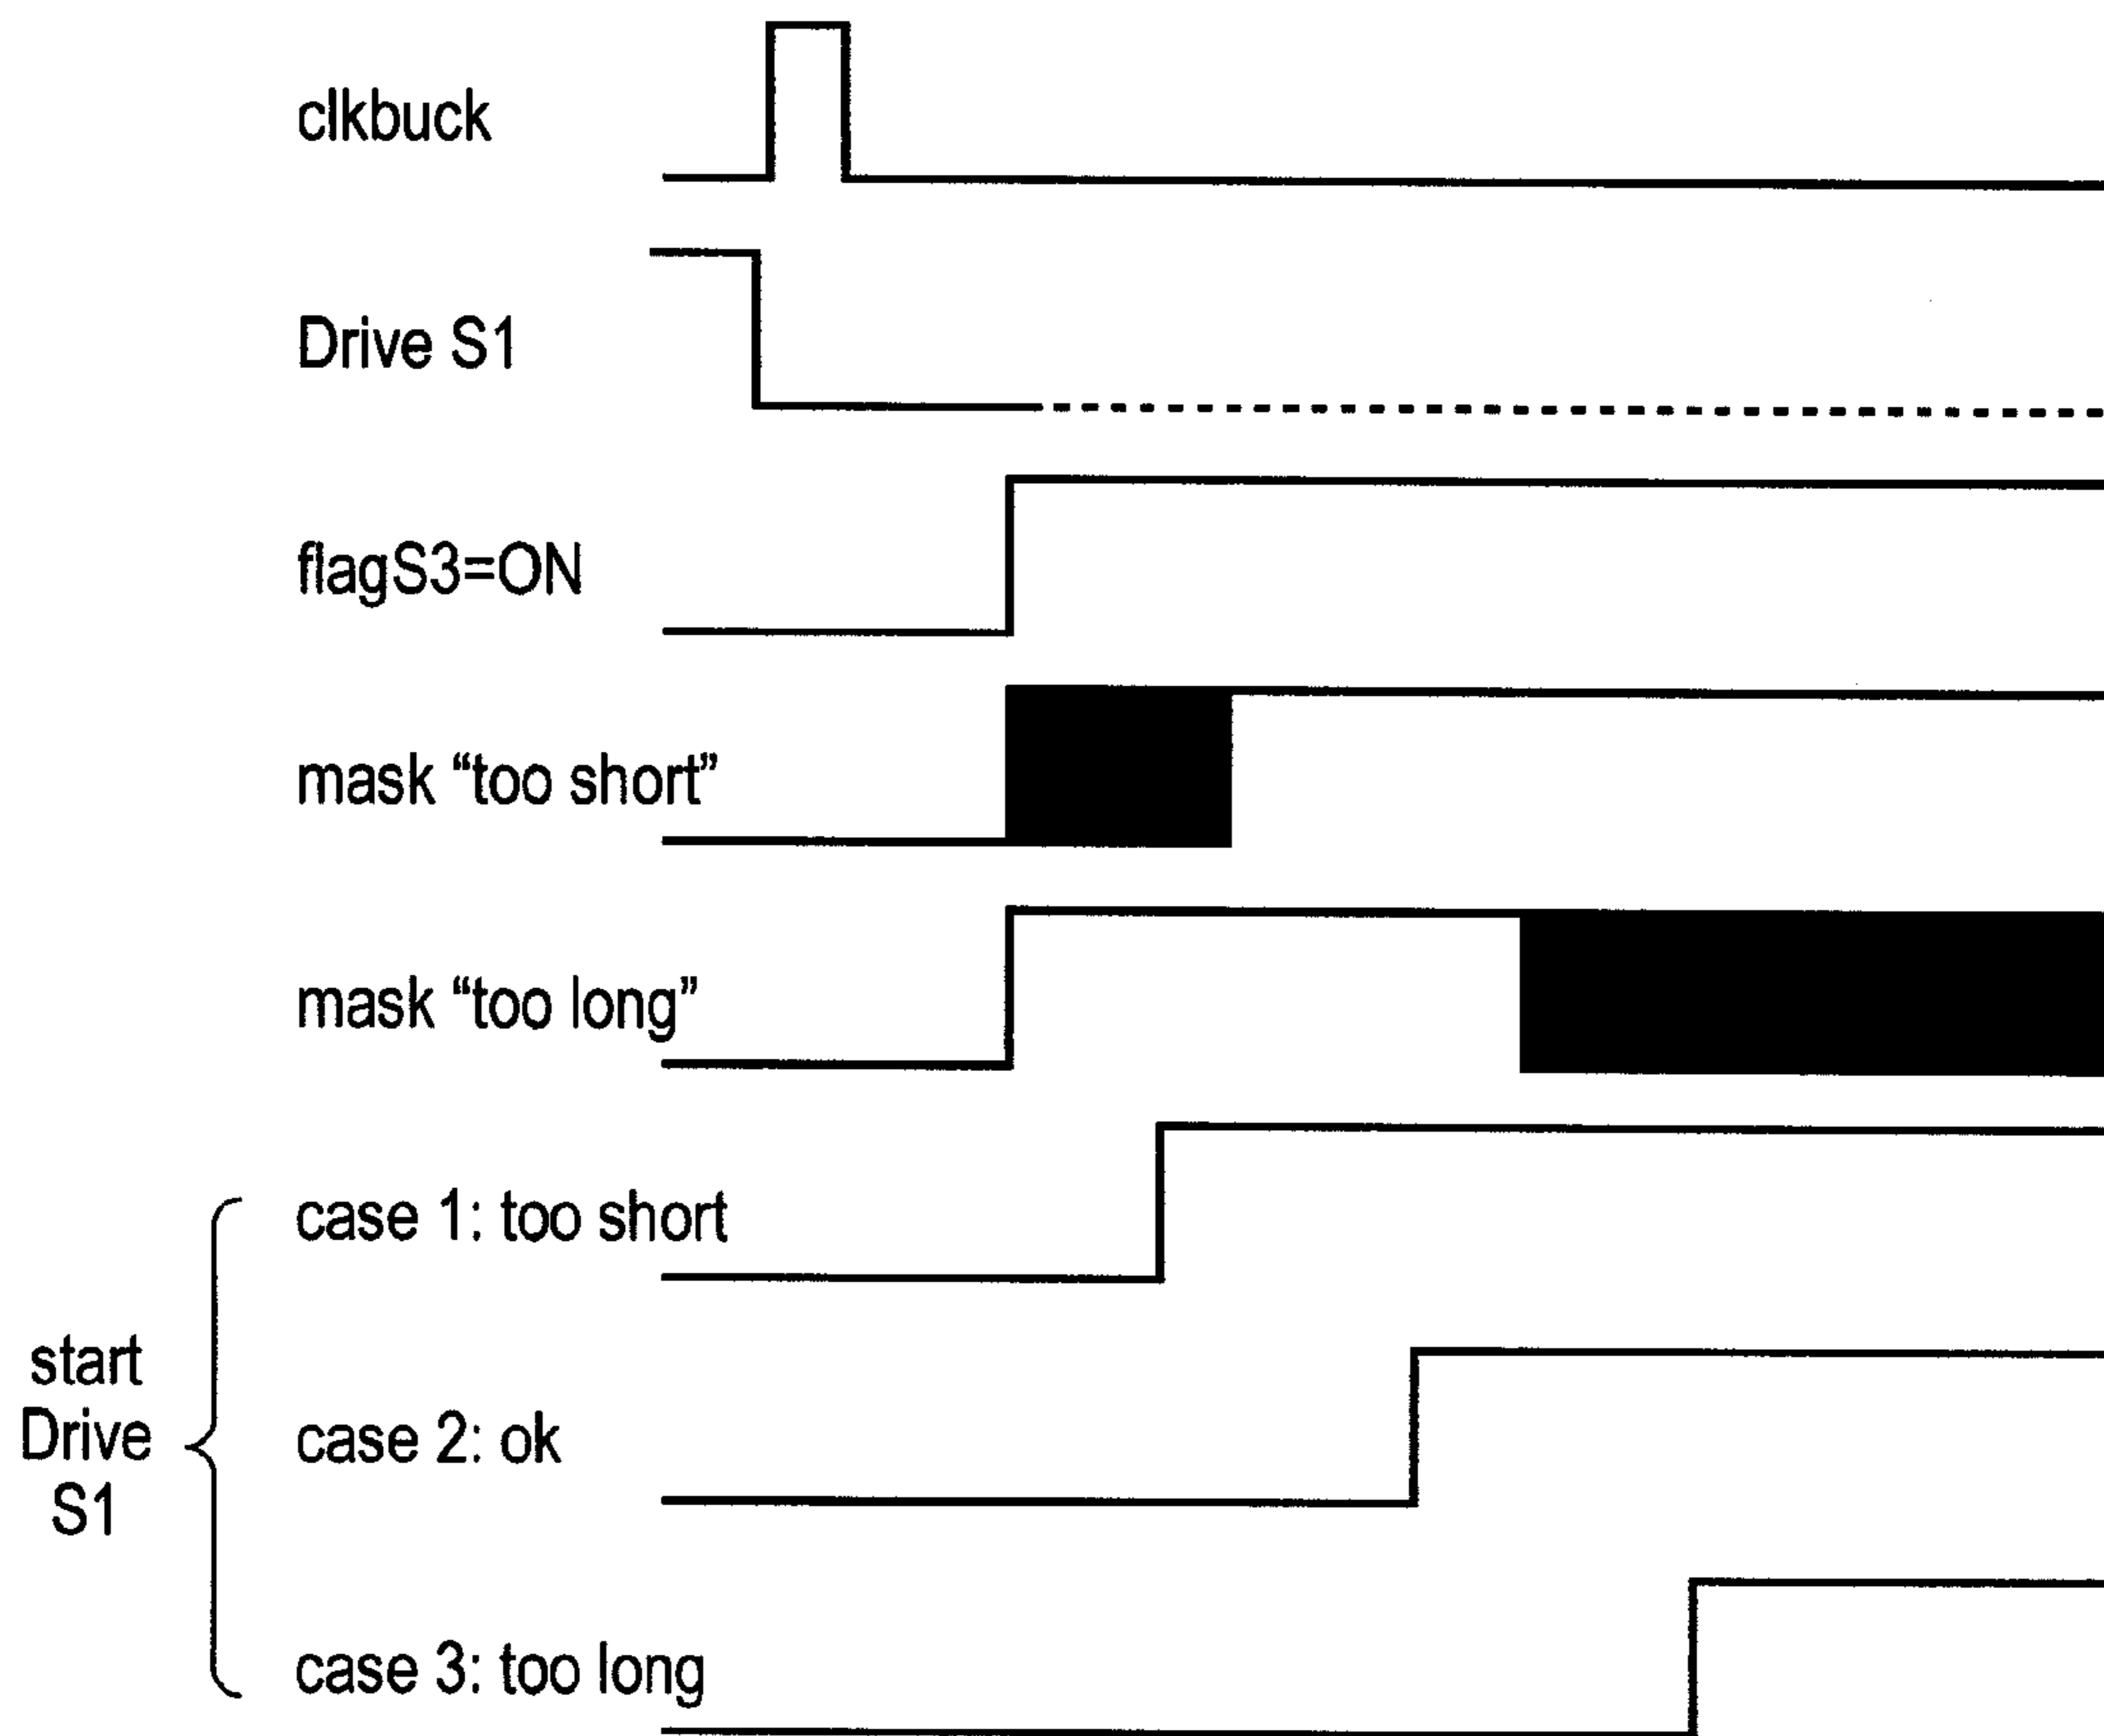 clkbuck
Drive S1
flagS3=ON
mask “too short”
mask “too long”
case 1: too short
start
Drive
S1
case 2: ok
case 3: too long